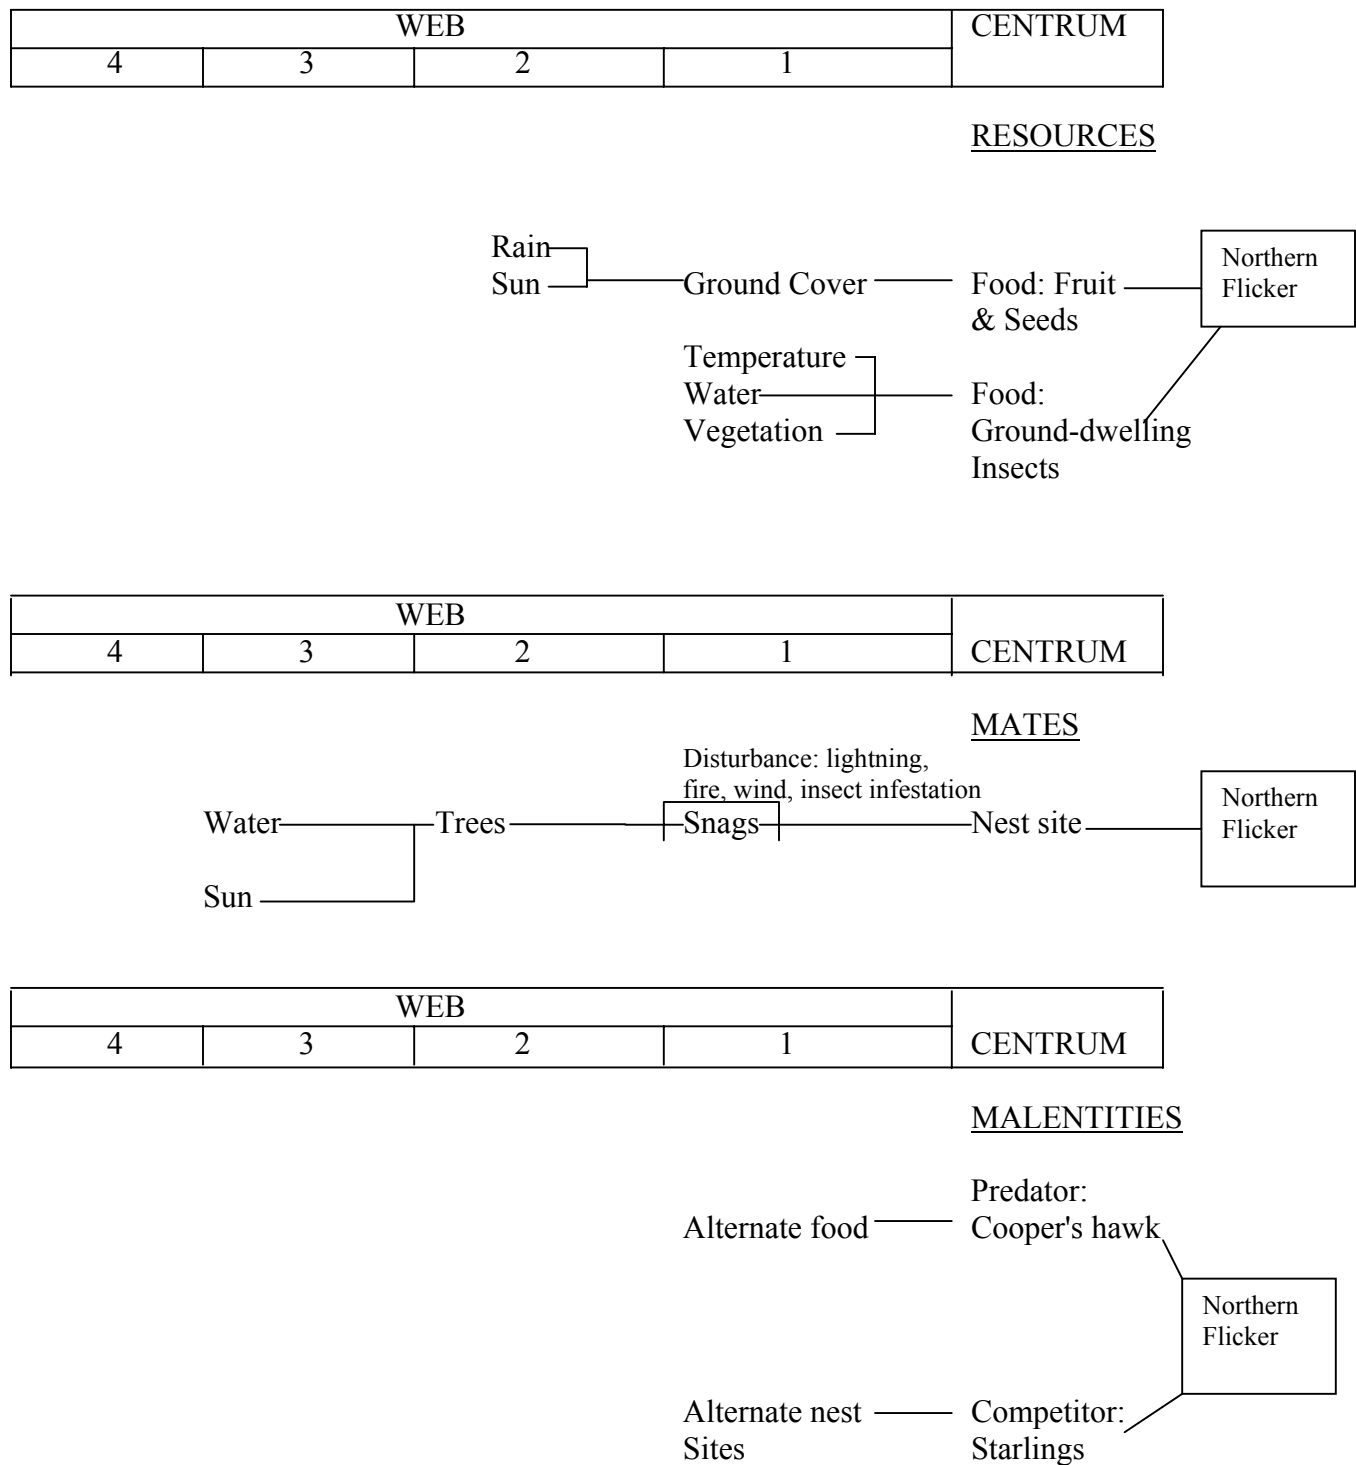 WEB CENTRUM
4 3 2 1
RESOURCES
Rain
Sun Ground Cover Food: Fruit
& Seeds
Northern
Flicker
Temperature
Water Food:
Vegetation Ground-dwelling
Insects
WEB
4 3 2 1 CENTRUM
MATES
Disturbance: lightning,
fire, wind, insect infestation
Water Trees Snags Nest site
Northern
Flicker
Sun
WEB
4 3 2 1 CENTRUM
MALENTITIES
Predator:
Alternate food Cooper's hawk
Northern
Flicker
Alternate nest Competitor:
Sites Starlings